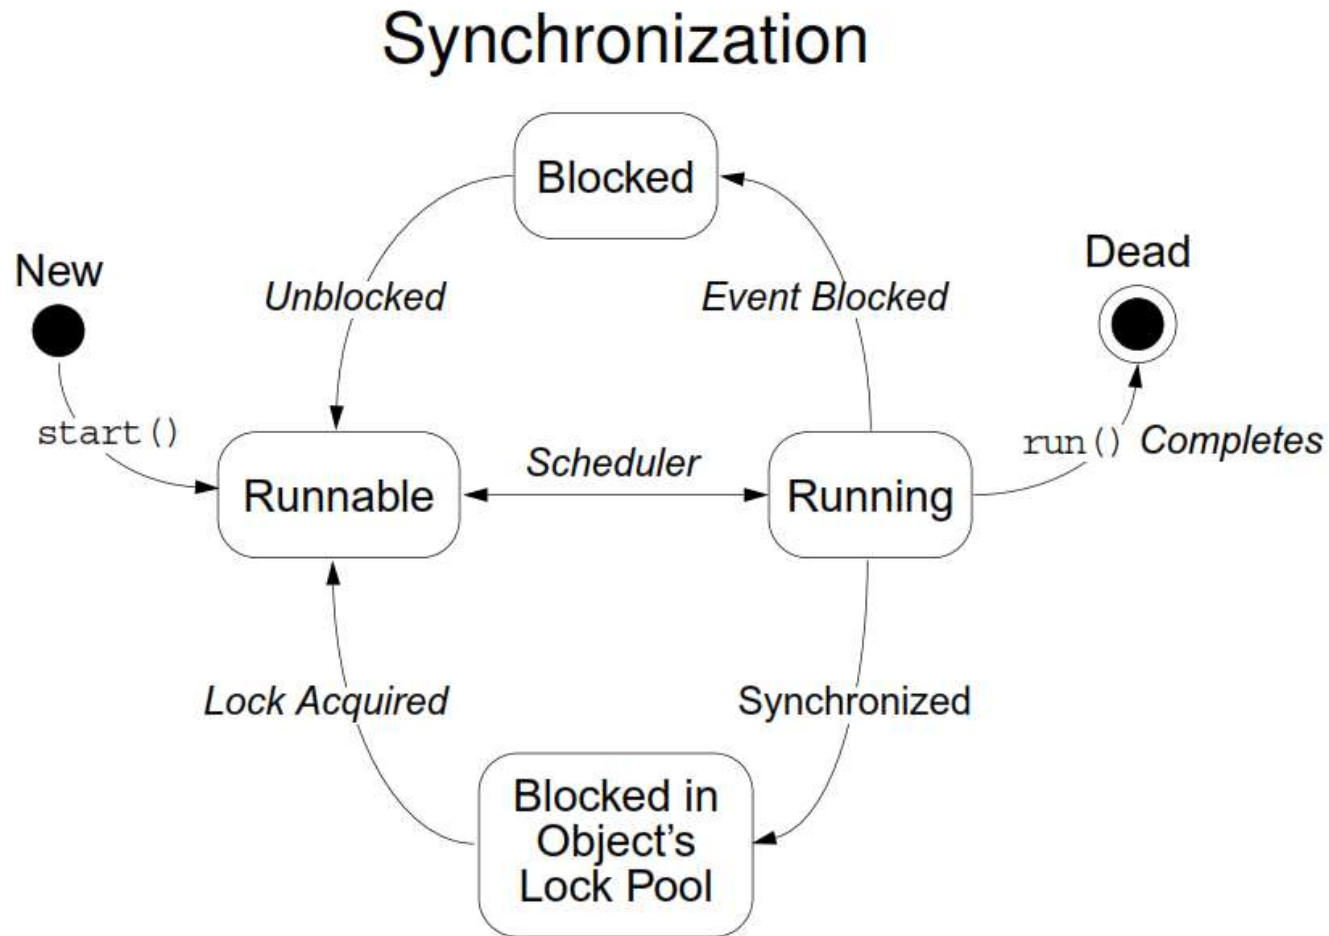 Synchronization
Blocked
New
Dead
Unblocked
Event Blocked
start()
Scheduler
run() Completes
Runnable
Running
Lock Acquired
Synchronized
Blocked in
Object's
Lock Pool